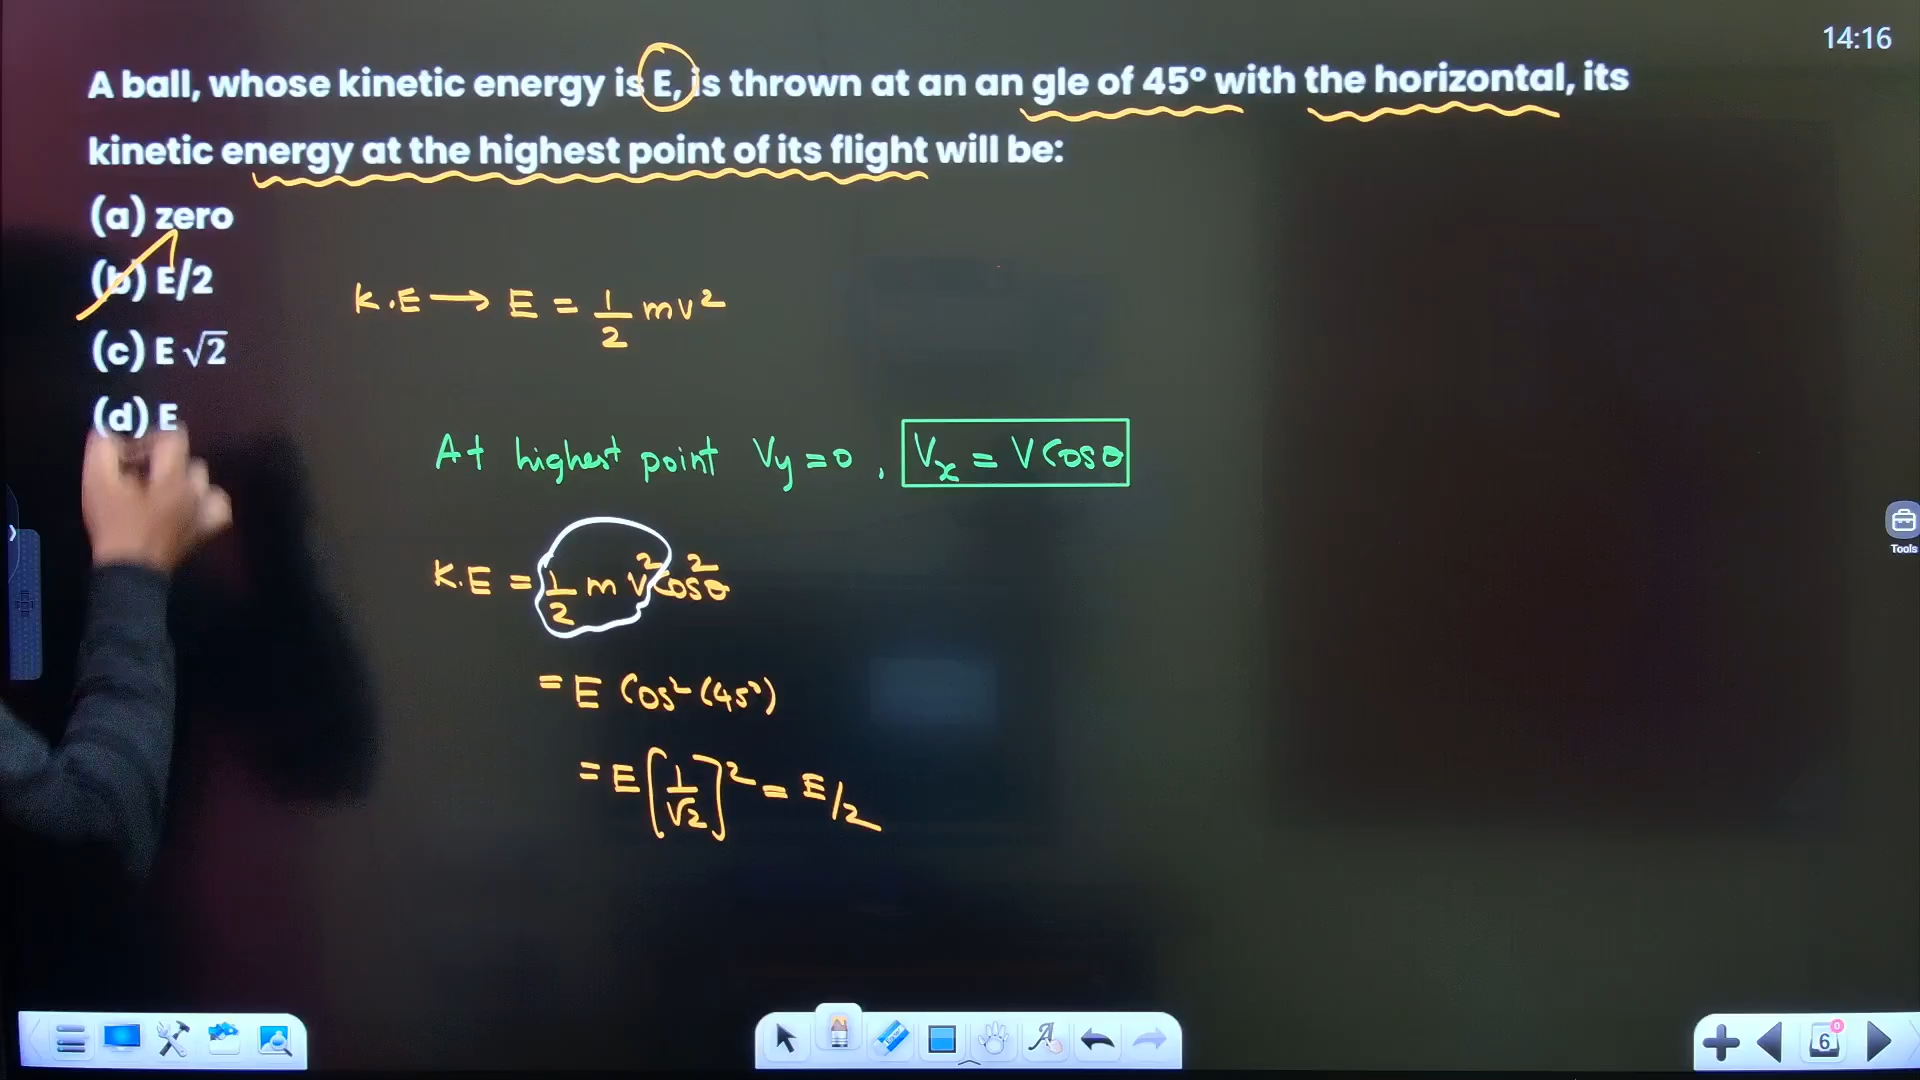 14:16
A ball, whose kinetic energy is E, is thrown at an an gle of 45° with the horizontal, its
kinetic energy at the highest point of its flight will be:
(a) zero
(b) E/2
(c) E √2
(d) E
K.E → E = 1/2 mv²
At highest point Vy = 0, Vx = V Cosθ
K.E = 1/2 m v² cos²θ
= E Cos² (45°)
= E [1/√2]² = E/2
Tools
6
0